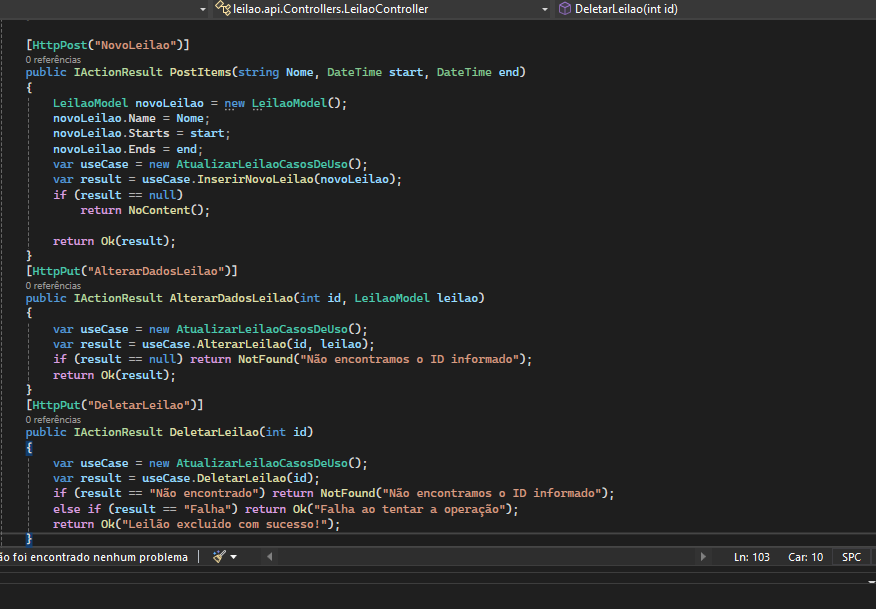 leilao.api.Controllers.LeilaoController DeletarLeilao(int id)
[HttpPost("NovoLeilao")]
0 referências
public IActionResult PostItems(string Nome, DateTime start, DateTime end)
{
LeilaoModel novoLeilao = new LeilaoModel();
novoLeilao.Name = Nome;
novoLeilao.Starts = start;
novoLeilao.Ends = end;
var useCase = new AtualizarLeilaoCasosDeUso();
var result = useCase.InserirNovoLeilao(novoLeilao);
if (result == null)
return NoContent();
return Ok(result);
}
[HttpPut("AlterarDadosLeilao")]
0 referências
public IActionResult AlterarDadosLeilao(int id, LeilaoModel leilao)
{
var useCase = new AtualizarLeilaoCasosDeUso();
var result = useCase.AlterarLeilao(id, leilao);
if (result == null) return NotFound("Não encontramos o ID informado");
return Ok(result);
}
[HttpPut("DeletarLeilao")]
0 referências
public IActionResult DeletarLeilao(int id)
{
var useCase = new AtualizarLeilaoCasosDeUso();
var result = useCase.DeletarLeilao(id);
if (result == "Não encontrado") return NotFound("Não encontramos o ID informado");
else if (result == "Falha") return Ok("Falha ao tentar a operação");
return Ok("Leilão excluido com sucesso!");
}
ão foi encontrado nenhum problema Ln: 103 Car: 10 SPC